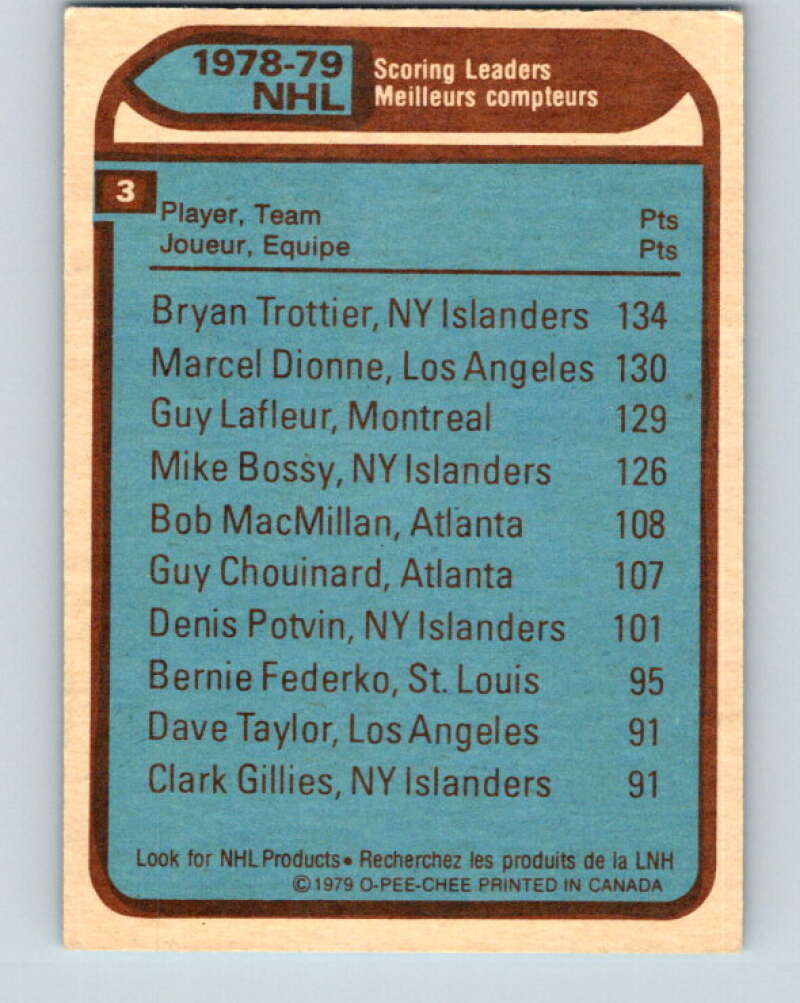 1978-79 NHL
Scoring Leaders
Meilleurs compteurs
3
Player, Team Pts
Joueur, Equipe Pts
Bryan Trottier, NY Islanders 134
Marcel Dionne, Los Angeles 130
Guy Lafleur, Montreal 129
Mike Bossy, NY Islanders 126
Bob MacMillan, Atlanta 108
Guy Chouinard, Atlanta 107
Denis Potvin, NY Islanders 101
Bernie Federko, St. Louis 95
Dave Taylor, Los Angeles 91
Clark Gillies, NY Islanders 91
Look for NHL Products• Recherchez les produits de la LNH
©1979 O-PEE-CHEE PRINTED IN CANADA